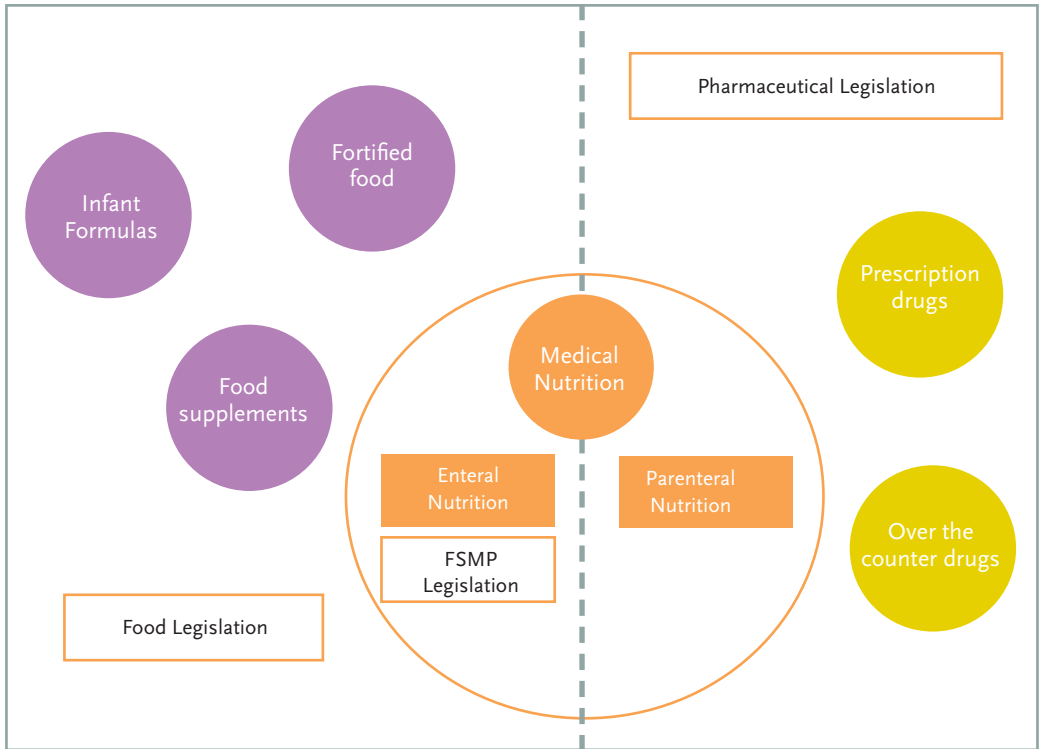 Pharmaceutical Legislation
Fortified
food
Infant
Formulas
Prescription
drugs
Medical
Nutrition
Food
supplements
Enteral
Nutrition
Parenteral
Nutrition
Over the
counter drugs
FSMP
Legislation
Food Legislation